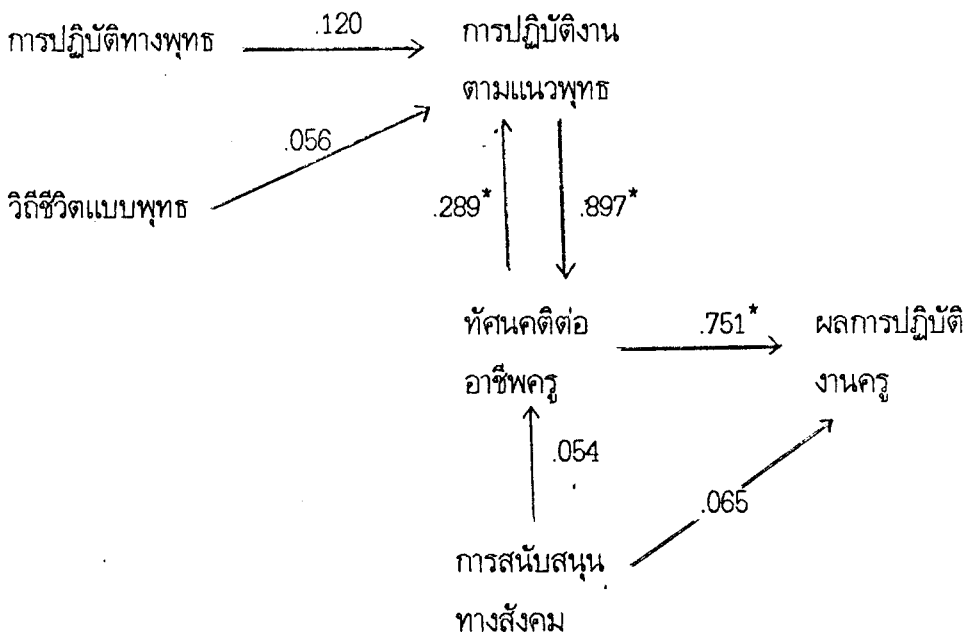 การปฏิบัติทางพุทธ
.120
การปฏิบัติงาน
ตามแนวพุทธ
.056
วิถีชีวิตแบบพุทธ
.289*
.897*
ทัศนคติต่อ
อาชีพครู
.751*
ผลการปฏิบัติ
งานครู
.054
.065
การสนับสนุน
ทางสังคม